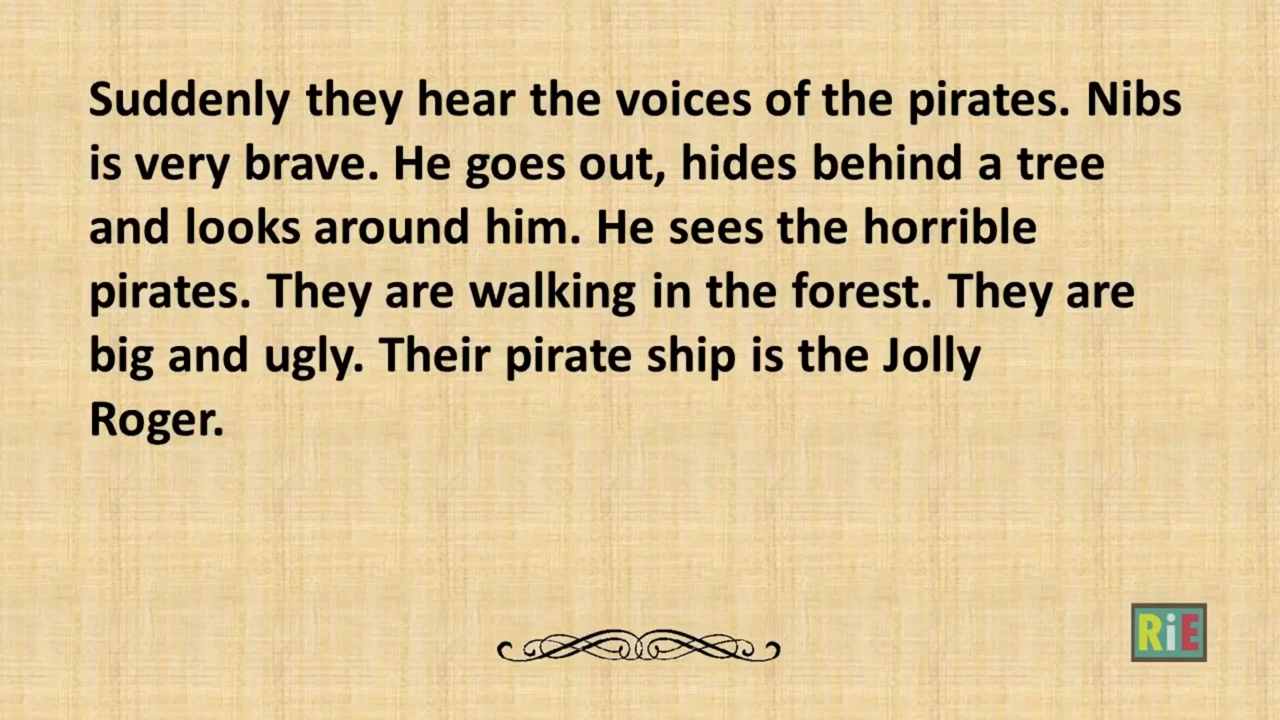 Suddenly they hear the voices of the pirates. Nibs
is very brave. He goes out, hides behind a tree
and looks around him. He sees the horrible
pirates. They are walking in the forest. They are
big and ugly. Their pirate ship is the Jolly
Roger.
RiE